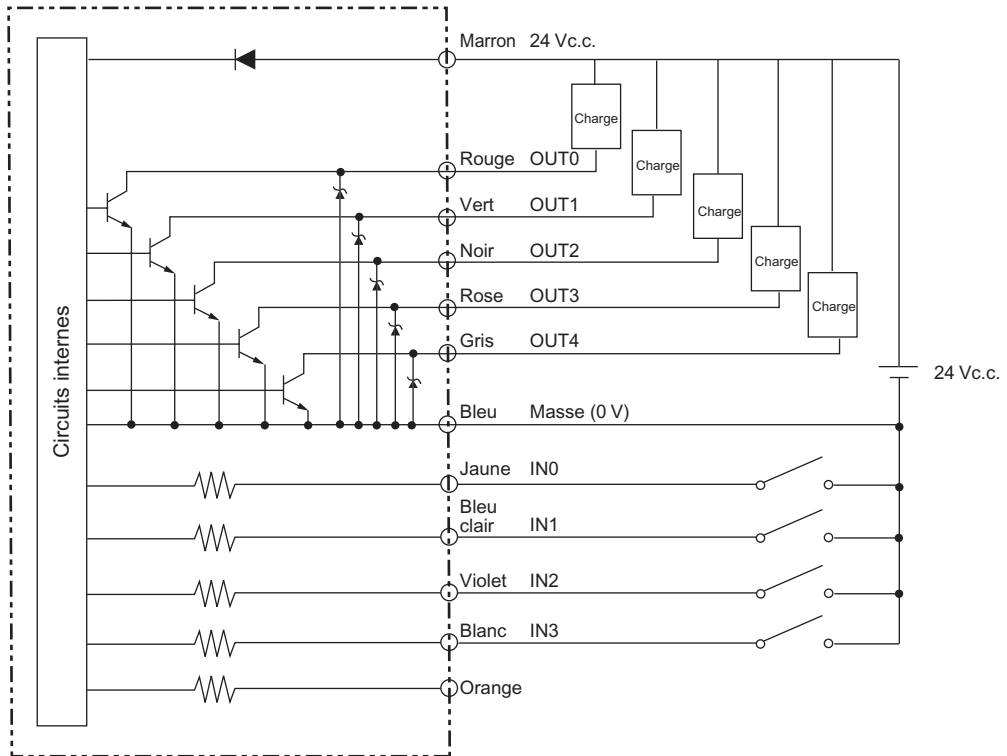 Marron 24 Vc.c.
Charge
Rouge OUT0
Charge
Vert OUT1
Charge
Noir OUT2
Charge
Rose OUT3
Charge
Gris OUT4
24 Vc.c.
Circuits internes
Bleu Masse (0 V)
Jaune IN0
Bleu
clair IN1
Violet IN2
Blanc IN3
Orange